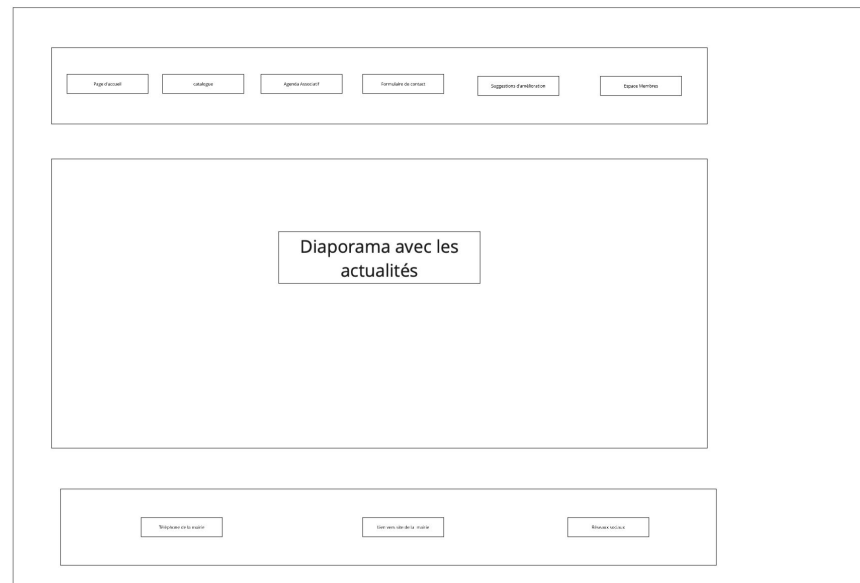 Page d'accueil
catalogue
Agenda Associatif
Formulaire de contact
Suggestions d'amélioration
Espace Membres
Diaporama avec les
actualités
Téléphone de la mairie
lien vers site de la mairie
Réseaux sociaux